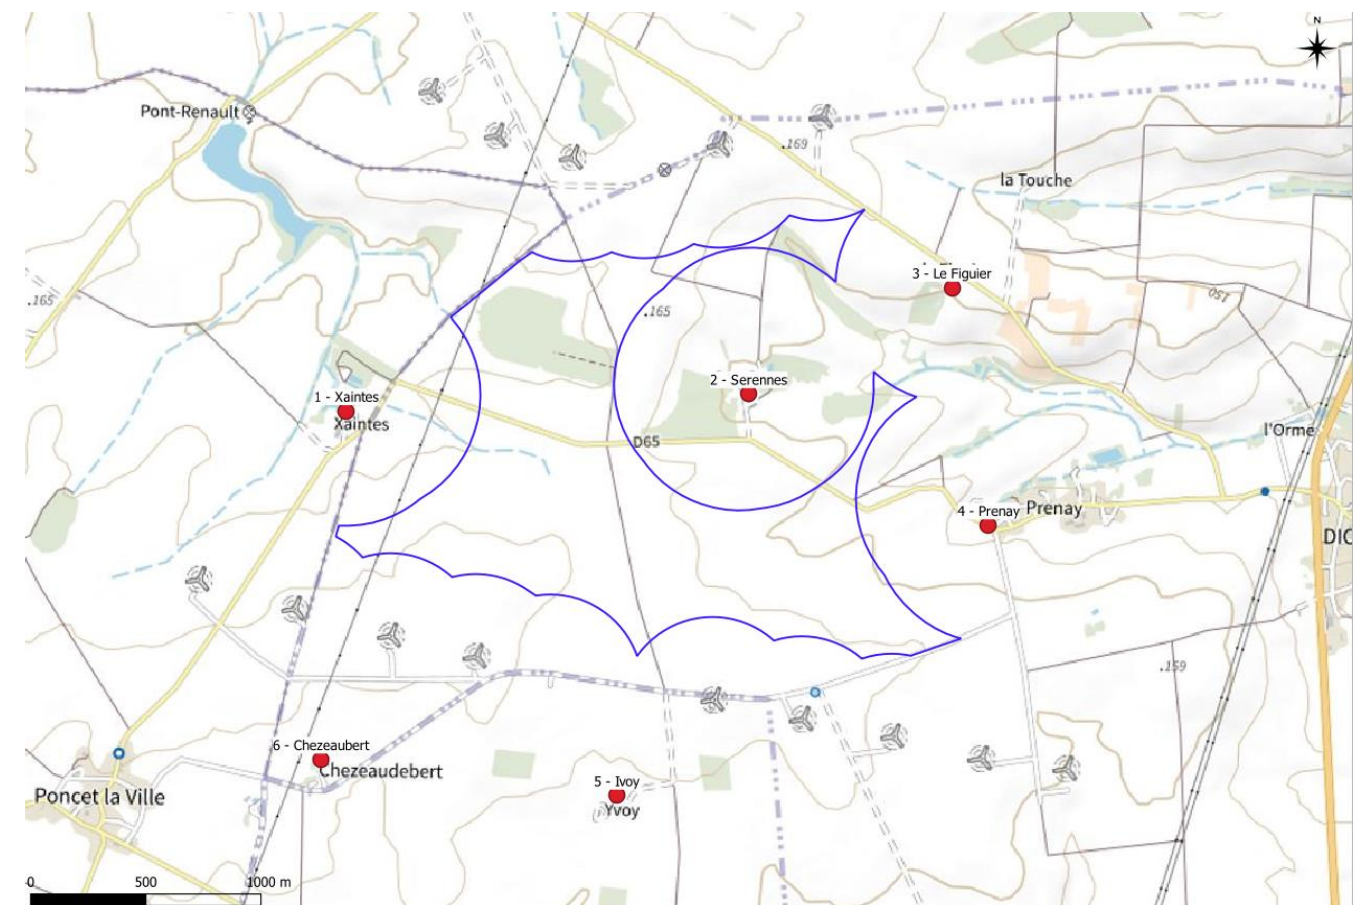 N
Pont-Renault
.169
la Touche
3 - Le Figuier
.165
.165
150
2 - Serennes
1 - Xaintes
Xaintes
D65
l'Orme
4 - Prenay
Prenay
DIC
.159
6 - Chezeaubert
Chezeaudebert
5 - Ivoy
Yvoy
Poncet la Ville
0 500 1000 m